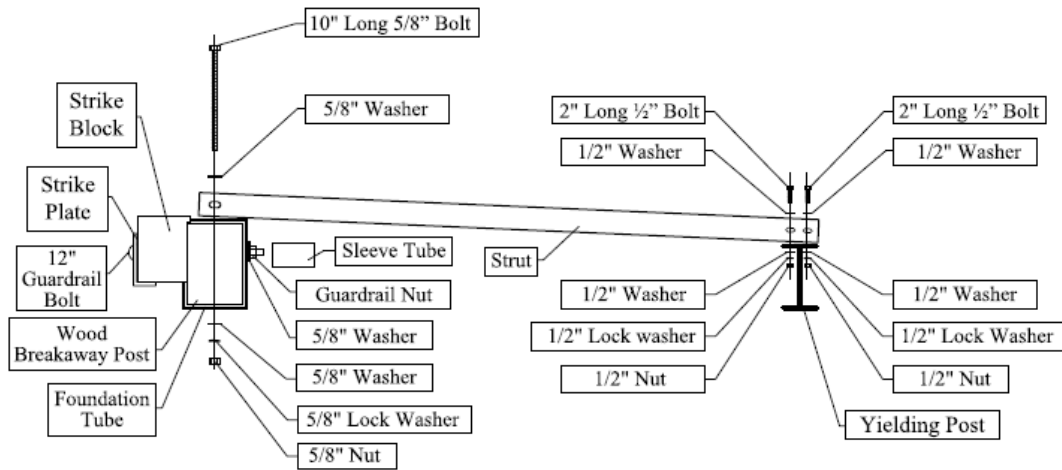 10" Long 5/8” Bolt
5/8" Washer
Strike
Block
Strike
Plate
12"
Guardrail
Bolt
Wood
Breakaway Post
Foundation
Tube
Sleeve Tube
Guardrail Nut
5/8" Washer
5/8" Washer
5/8" Lock Washer
5/8" Nut
Strut
2" Long ½” Bolt
1/2" Washer
2" Long ½” Bolt
1/2" Washer
1/2" Washer
1/2" Lock washer
1/2" Nut
1/2" Washer
1/2" Lock Washer
1/2" Nut
Yielding Post